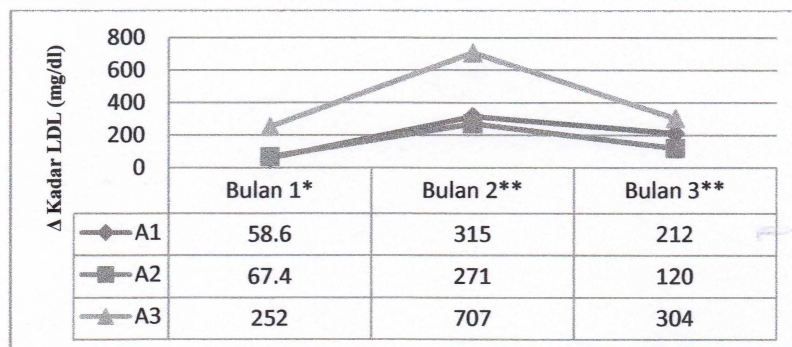 Δ Kadar LDL (mg/dl)
800
600
400
200
0
Bulan 1* Bulan 2** Bulan 3**
A1 58.6 315 212
A2 67.4 271 120
A3 252 707 304